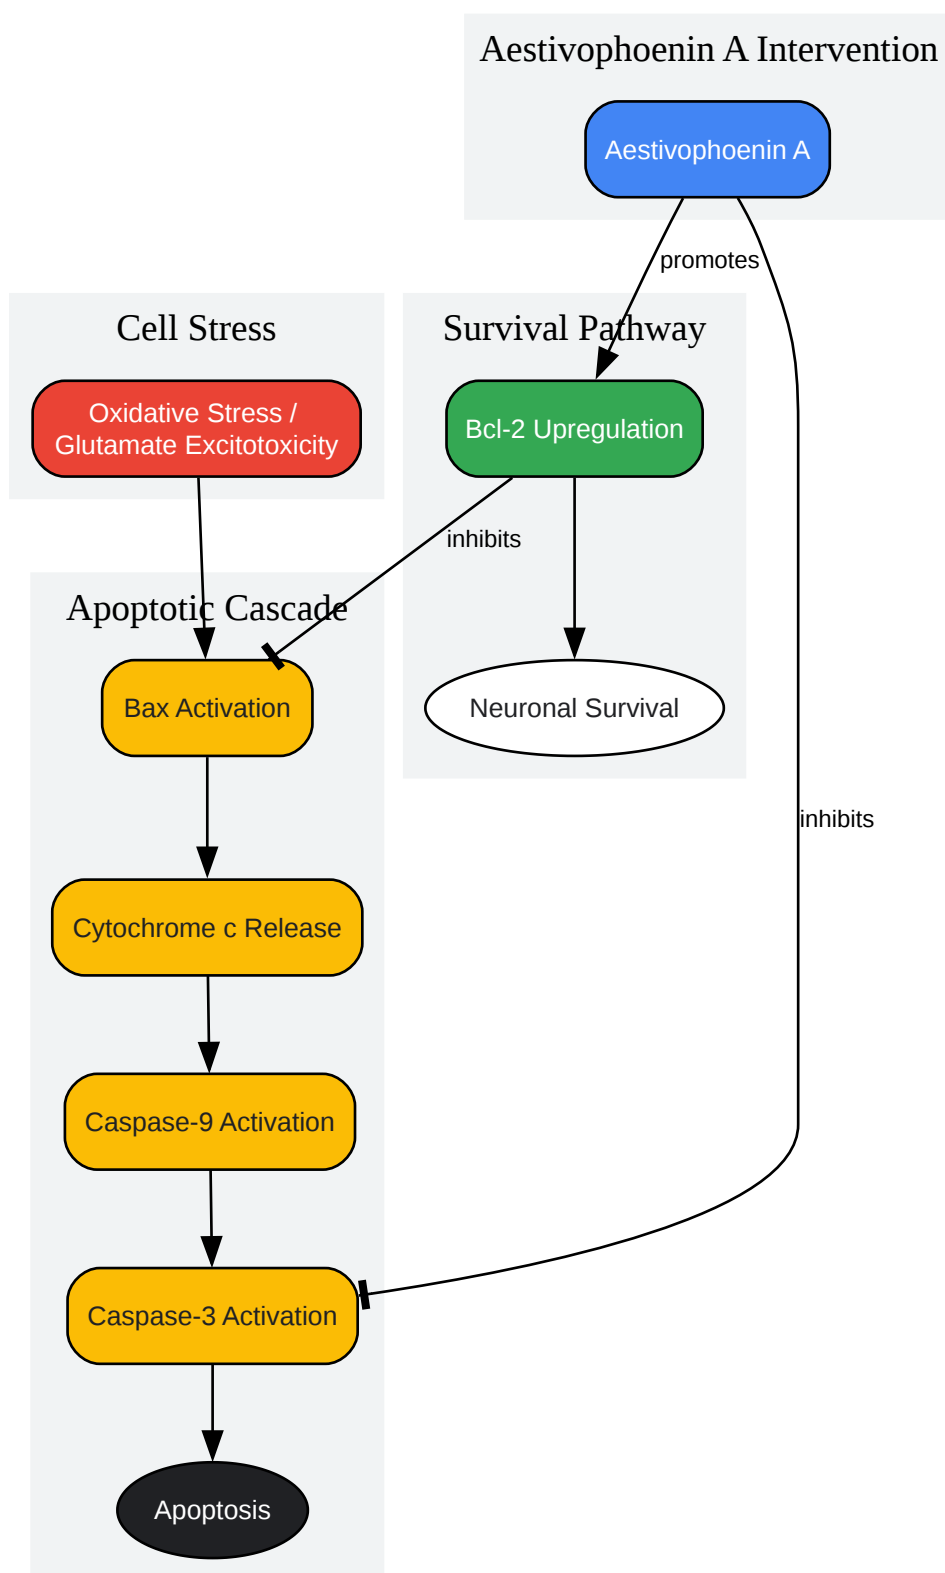 Aestivophoenin A Intervention
Aestivophoenin A
promotes
Cell Stress
Survival Pathway
Oxidative Stress /
Glutamate Excitotoxicity
Bcl-2 Upregulation
inhibits
Apoptotic Cascade
Bax Activation
Neuronal Survival
inhibits
Cytochrome c Release
Caspase-9 Activation
Caspase-3 Activation
Apoptosis